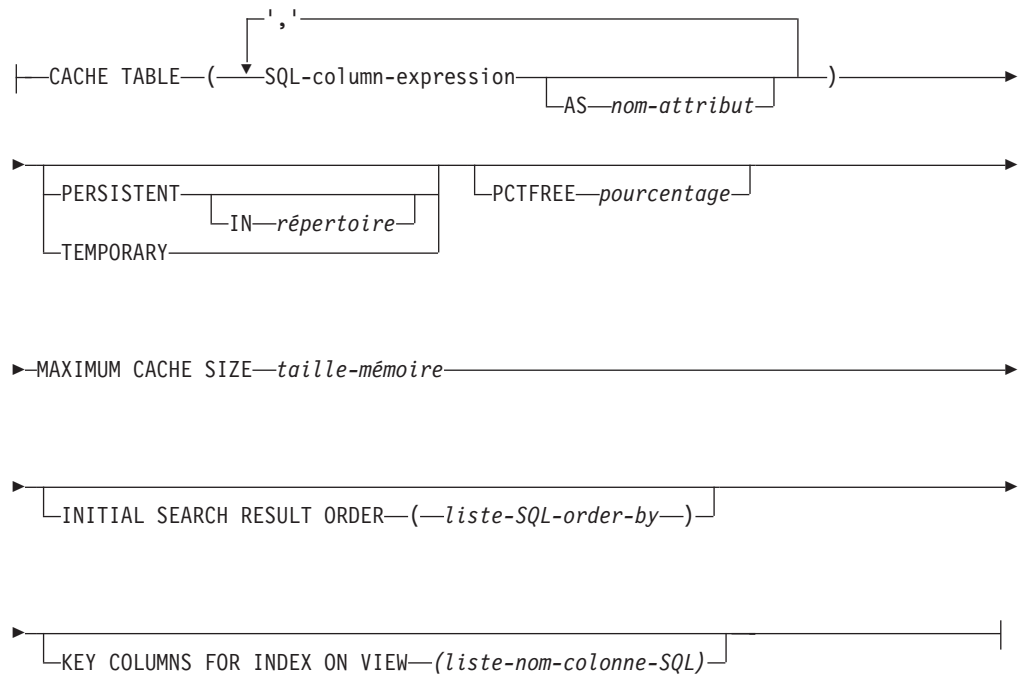 ','
CACHE TABLE ( SQL-column-expression )
AS nom-attribut
PERSISTENT PCTFREE pourcentage
IN répertoire
TEMPORARY
MAXIMUM CACHE SIZE taille-mémoire
INITIAL SEARCH RESULT ORDER ( liste-SQL-order-by )
KEY COLUMNS FOR INDEX ON VIEW (liste-nom-colonne-SQL)